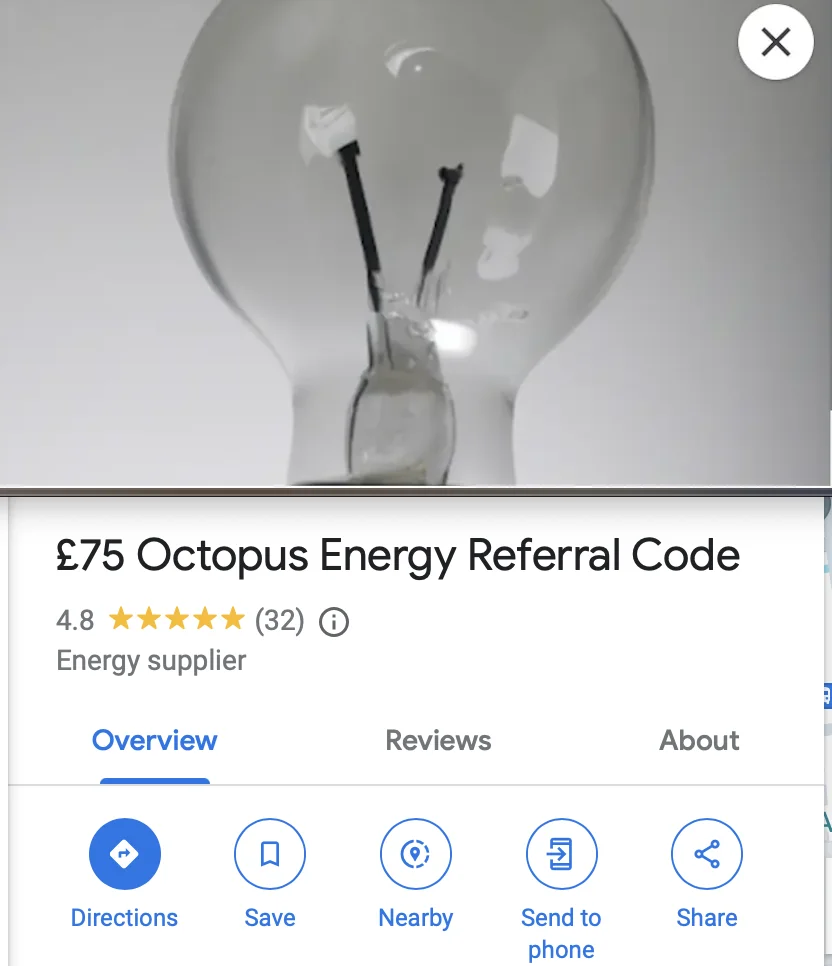 £75 Octopus Energy Referral Code
4.8 (32)
Energy supplier
Overview Reviews About
Directions Save Nearby Send to phone Share